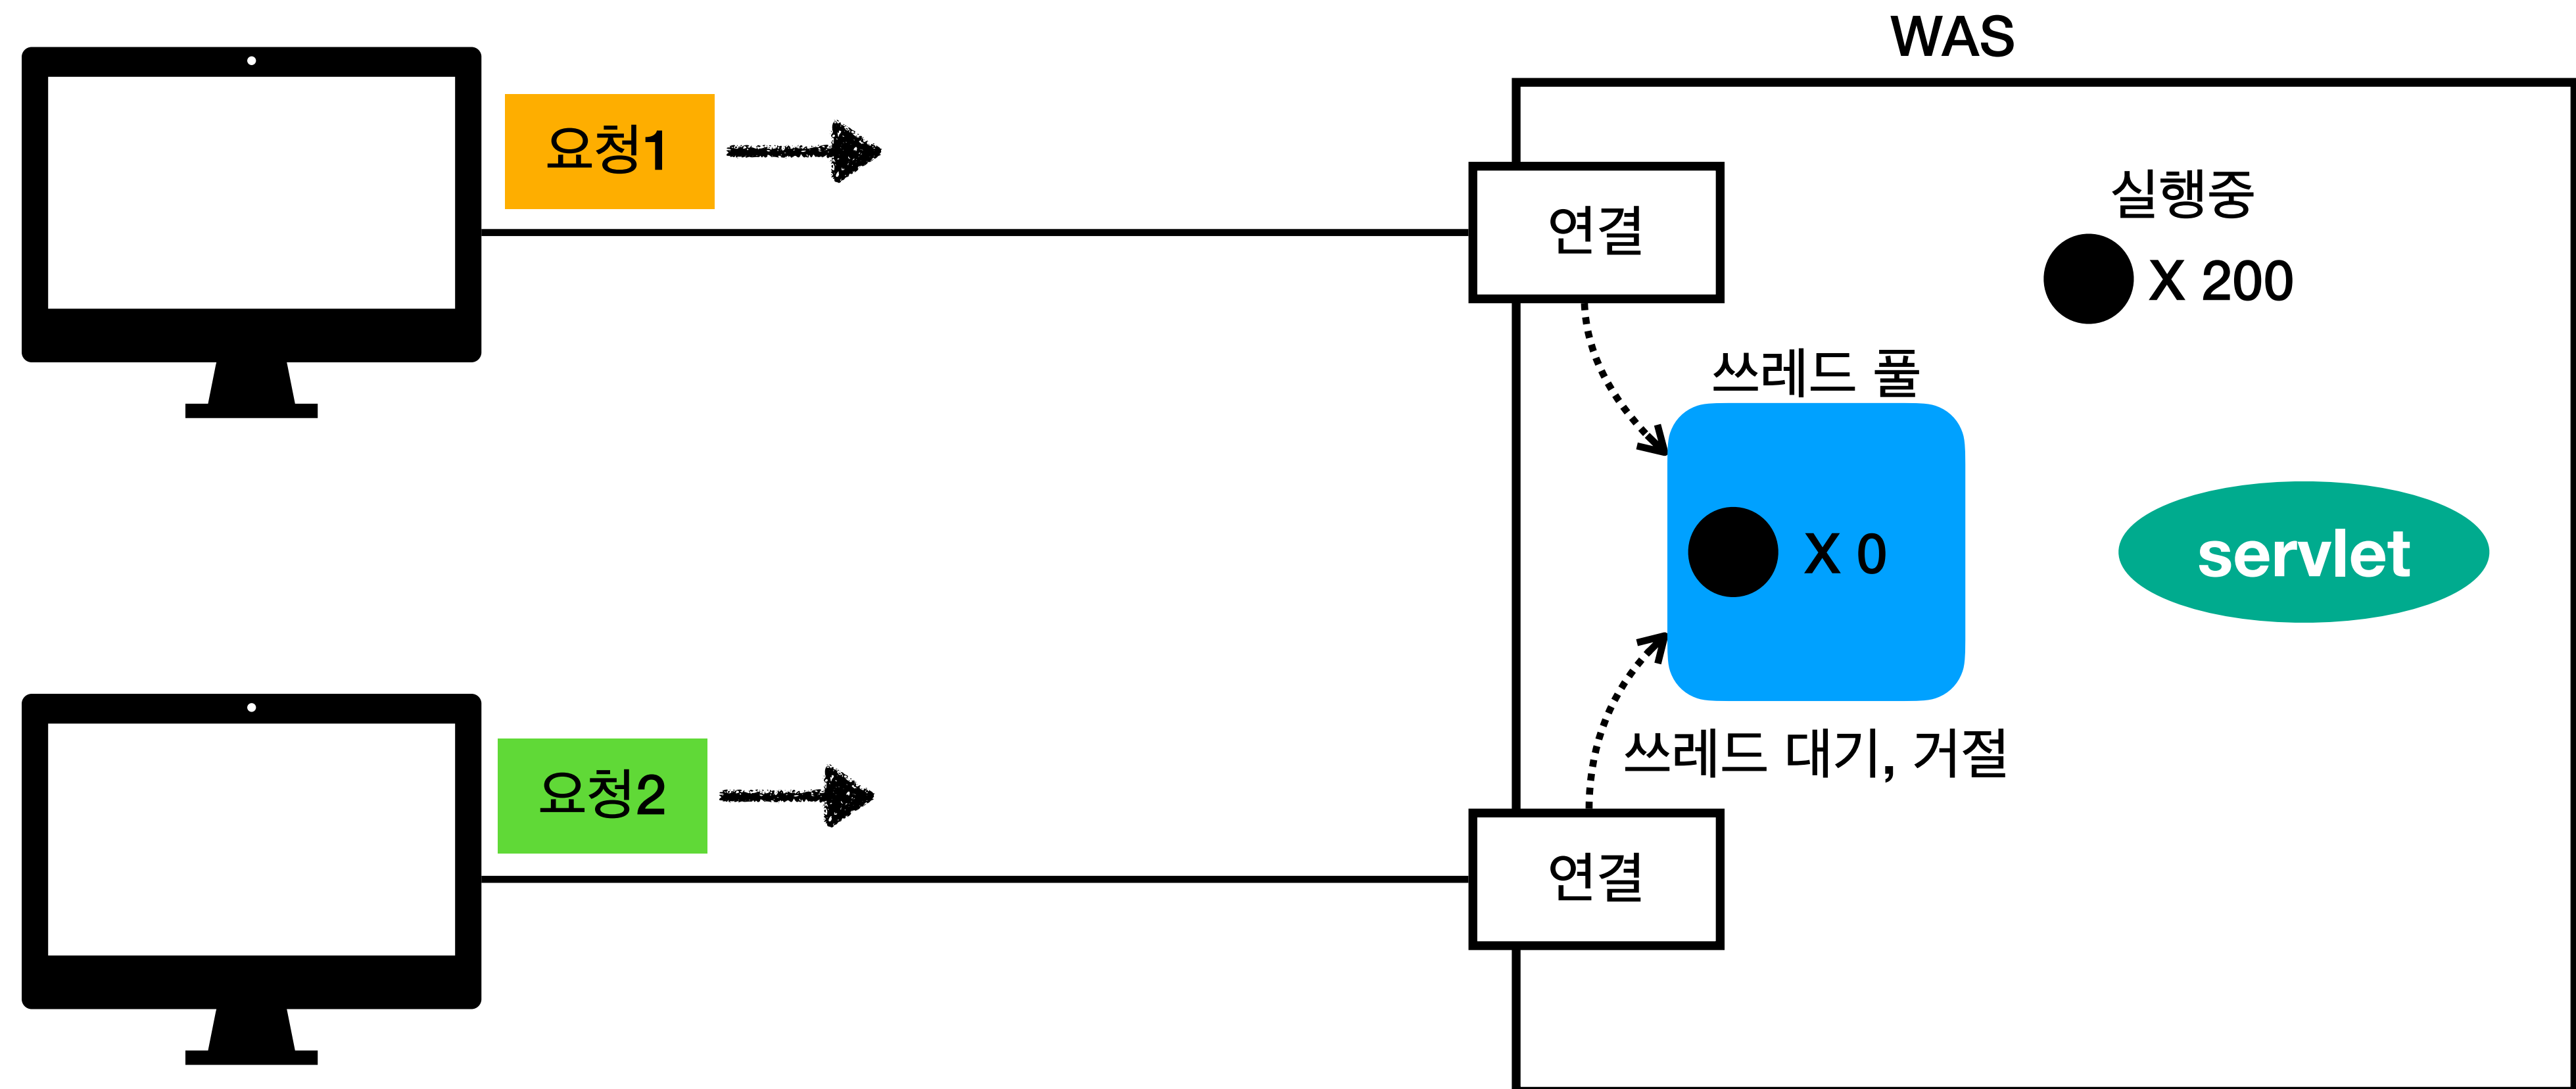 WAS
요청1
연결
실행중
X 200
쓰레드 풀
X 0
servlet
쓰레드 대기, 거절
요청2
연결